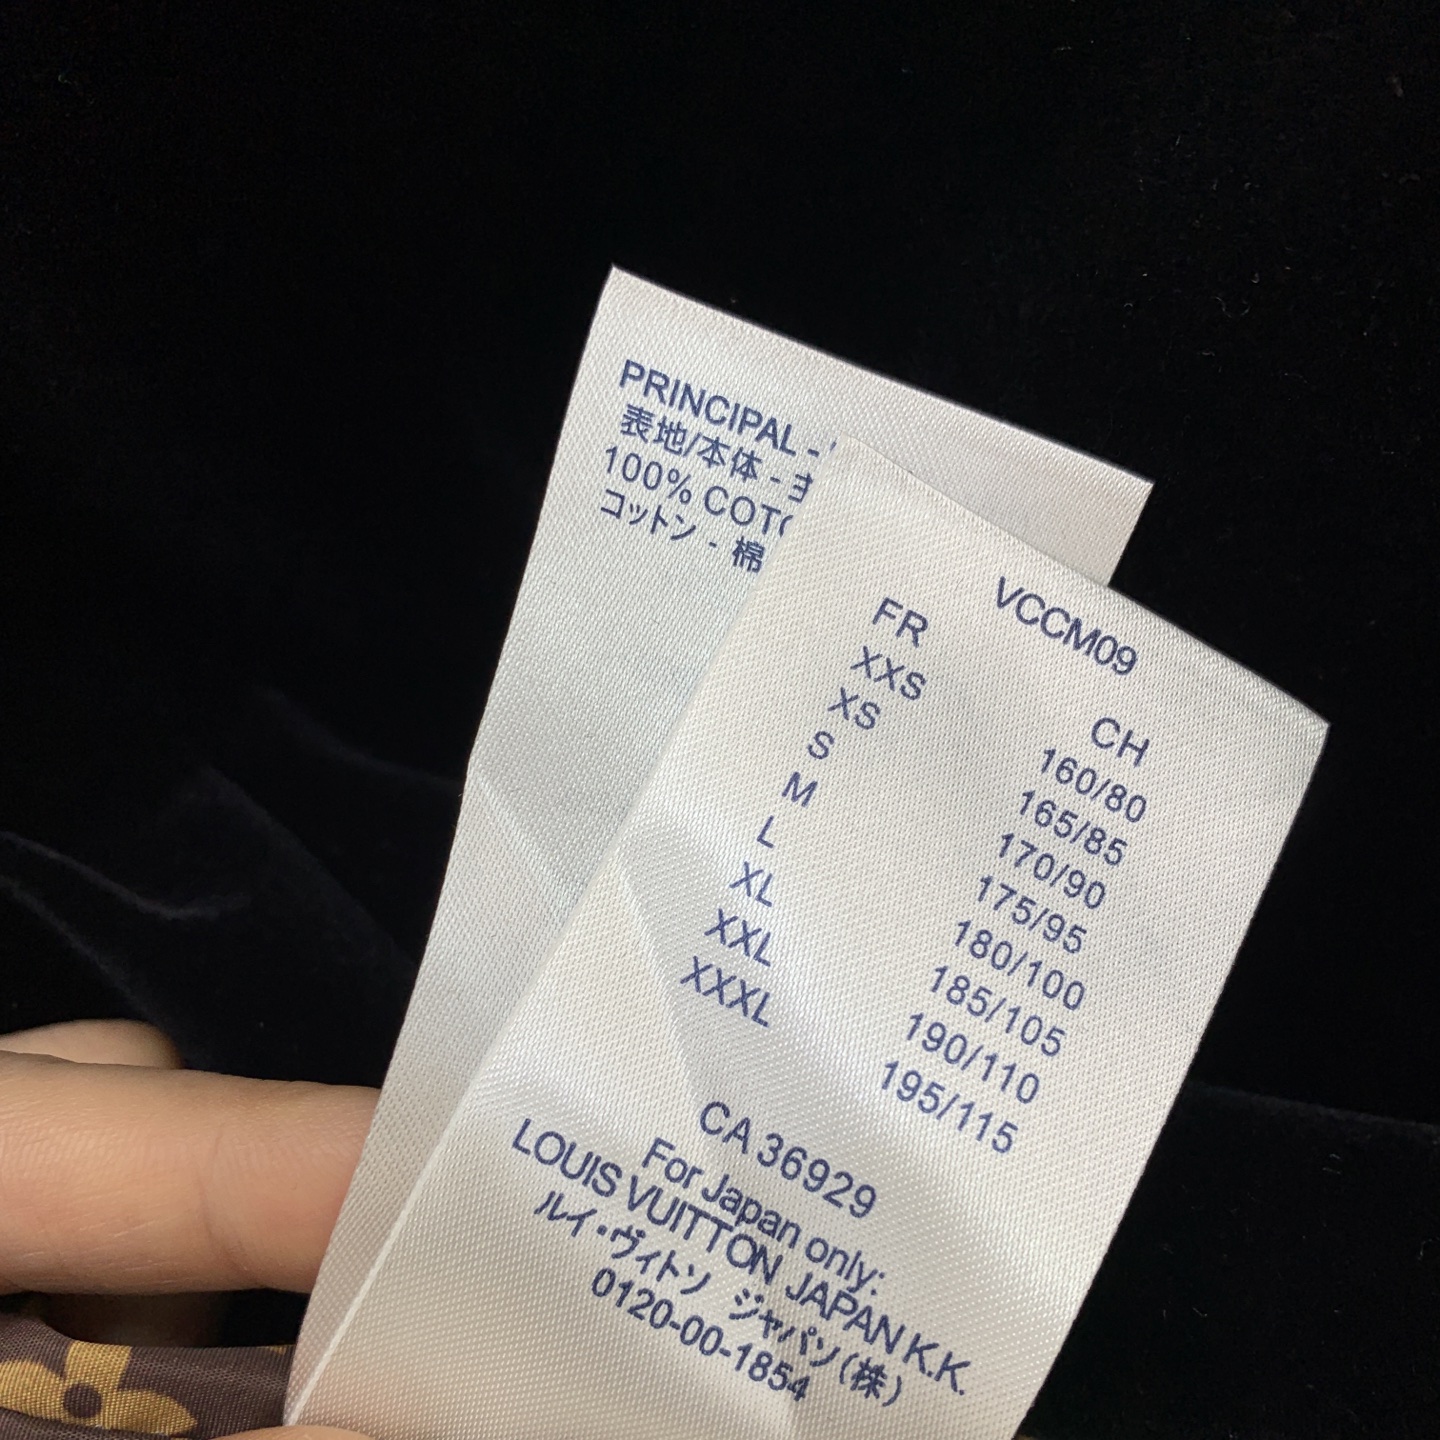 PRINCIPAL -
表地/本体 - 主
100% COTO
コットン - 棉
VCCM09
FR CH
XXS 160/80
XS 165/85
S 170/90
M 175/95
L 180/100
XL 185/105
XXL 190/110
XXXL 195/115
CA 36929
For Japan only:
LOUIS VUITTON JAPAN K.K.
ルイ・ヴィトン ジャパン(株)
0120-00-1854